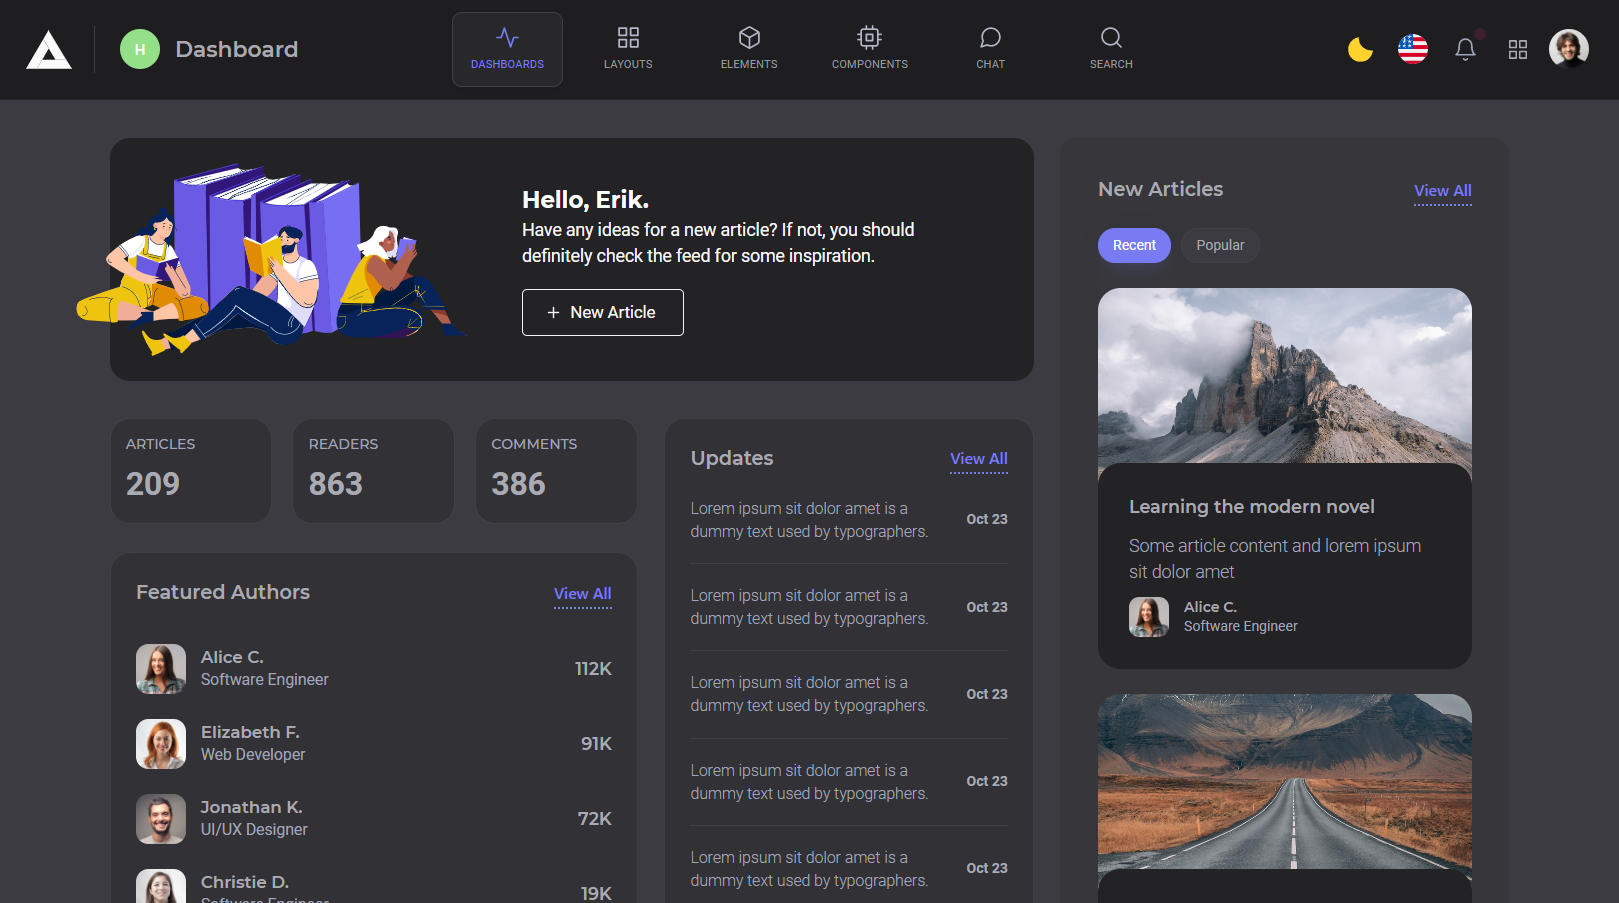 H
Dashboard
DASHBOARDS
LAYOUTS
ELEMENTS
COMPONENTS
CHAT
SEARCH
Hello, Erik.
Have any ideas for a new article? If not, you should
definitely check the feed for some inspiration.
+ New Article
ARTICLES
209
READERS
863
COMMENTS
386
Featured Authors
View All
Alice C.
Software Engineer
112K
Elizabeth F.
Web Developer
91K
Jonathan K.
UI/UX Designer
72K
Christie D.
Software Engineer
19K
Updates
View All
Lorem ipsum sit dolor amet is a
dummy text used by typographers.
Oct 23
Lorem ipsum sit dolor amet is a
dummy text used by typographers.
Oct 23
Lorem ipsum sit dolor amet is a
dummy text used by typographers.
Oct 23
Lorem ipsum sit dolor amet is a
dummy text used by typographers.
Oct 23
Lorem ipsum sit dolor amet is a
dummy text used by typographers.
Oct 23
New Articles
View All
Recent
Popular
Learning the modern novel
Some article content and lorem ipsum
sit dolor amet
Alice C.
Software Engineer